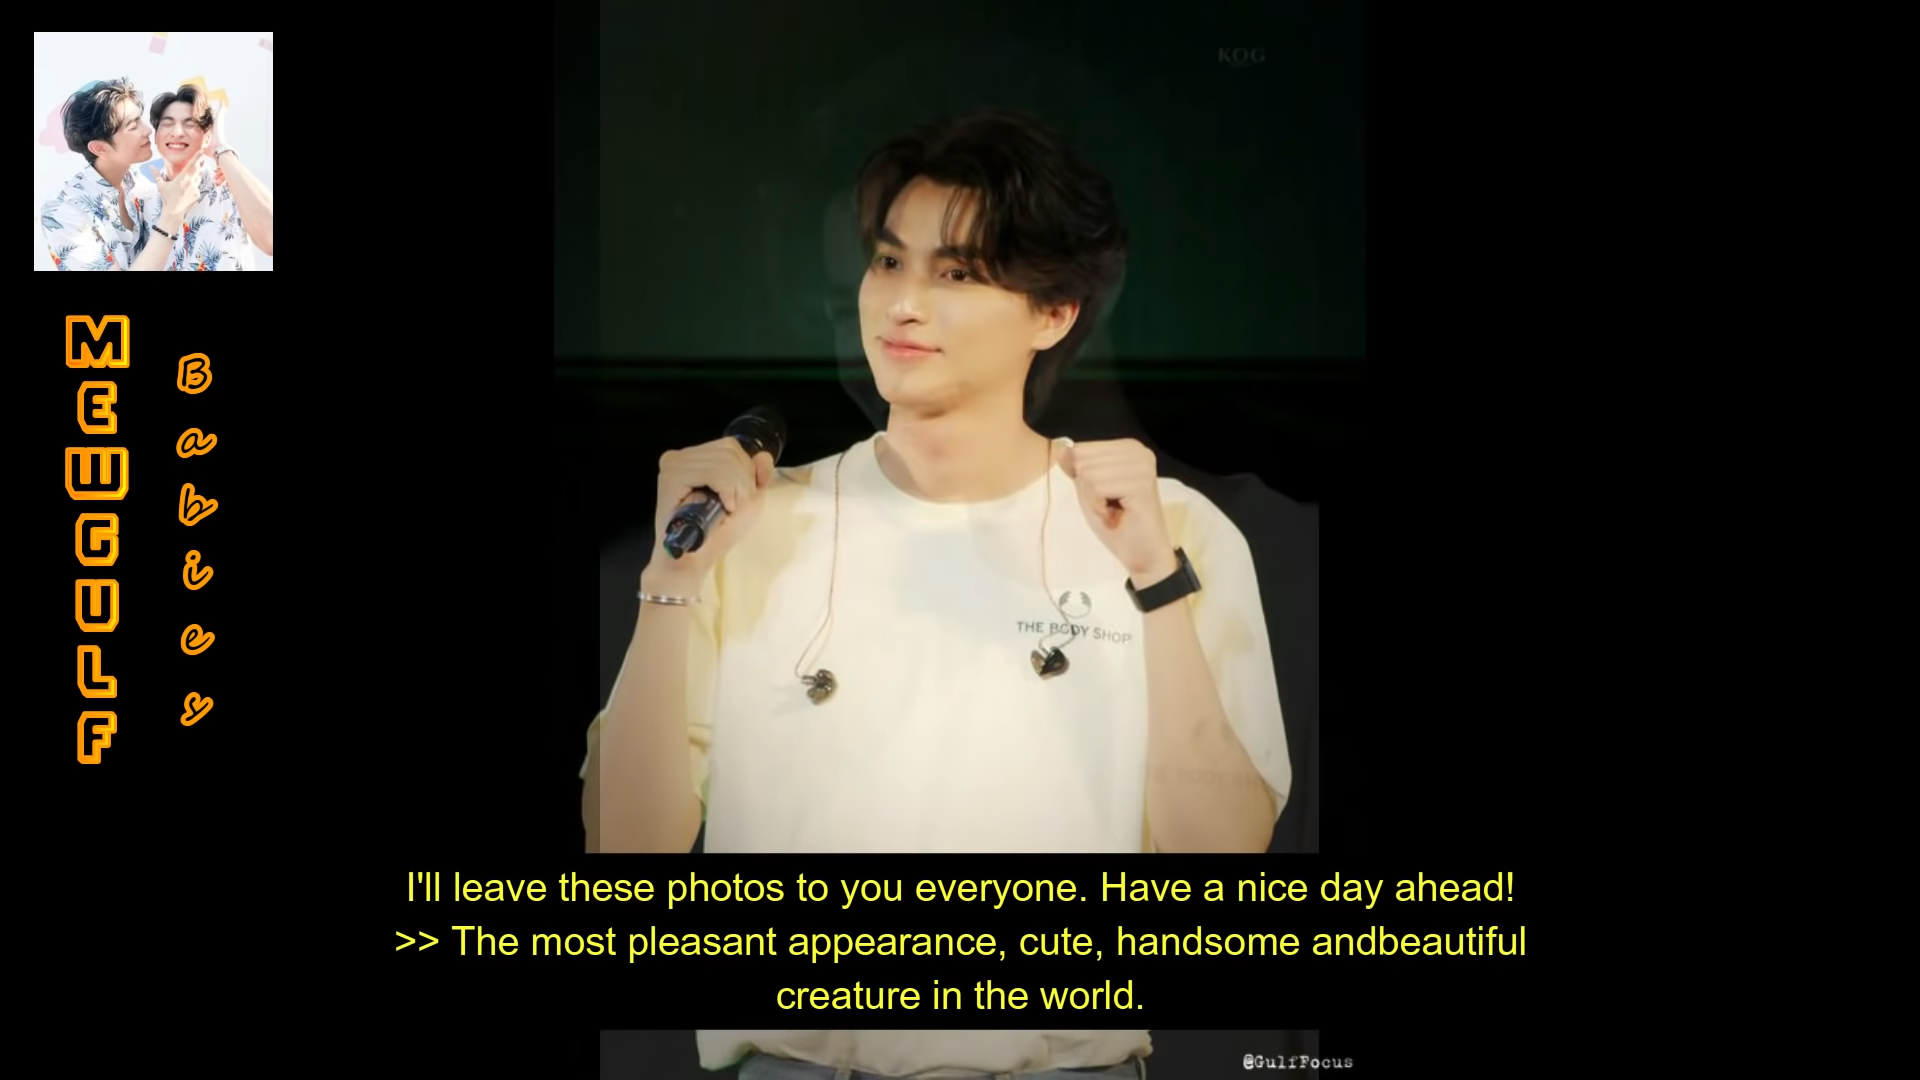 KOG
MEWGULF
Babiey
THE BODY SHOP
I'll leave these photos to you everyone. Have a nice day ahead!
>> The most pleasant appearance, cute, handsome andbeautiful
creature in the world.
@GulfFocus